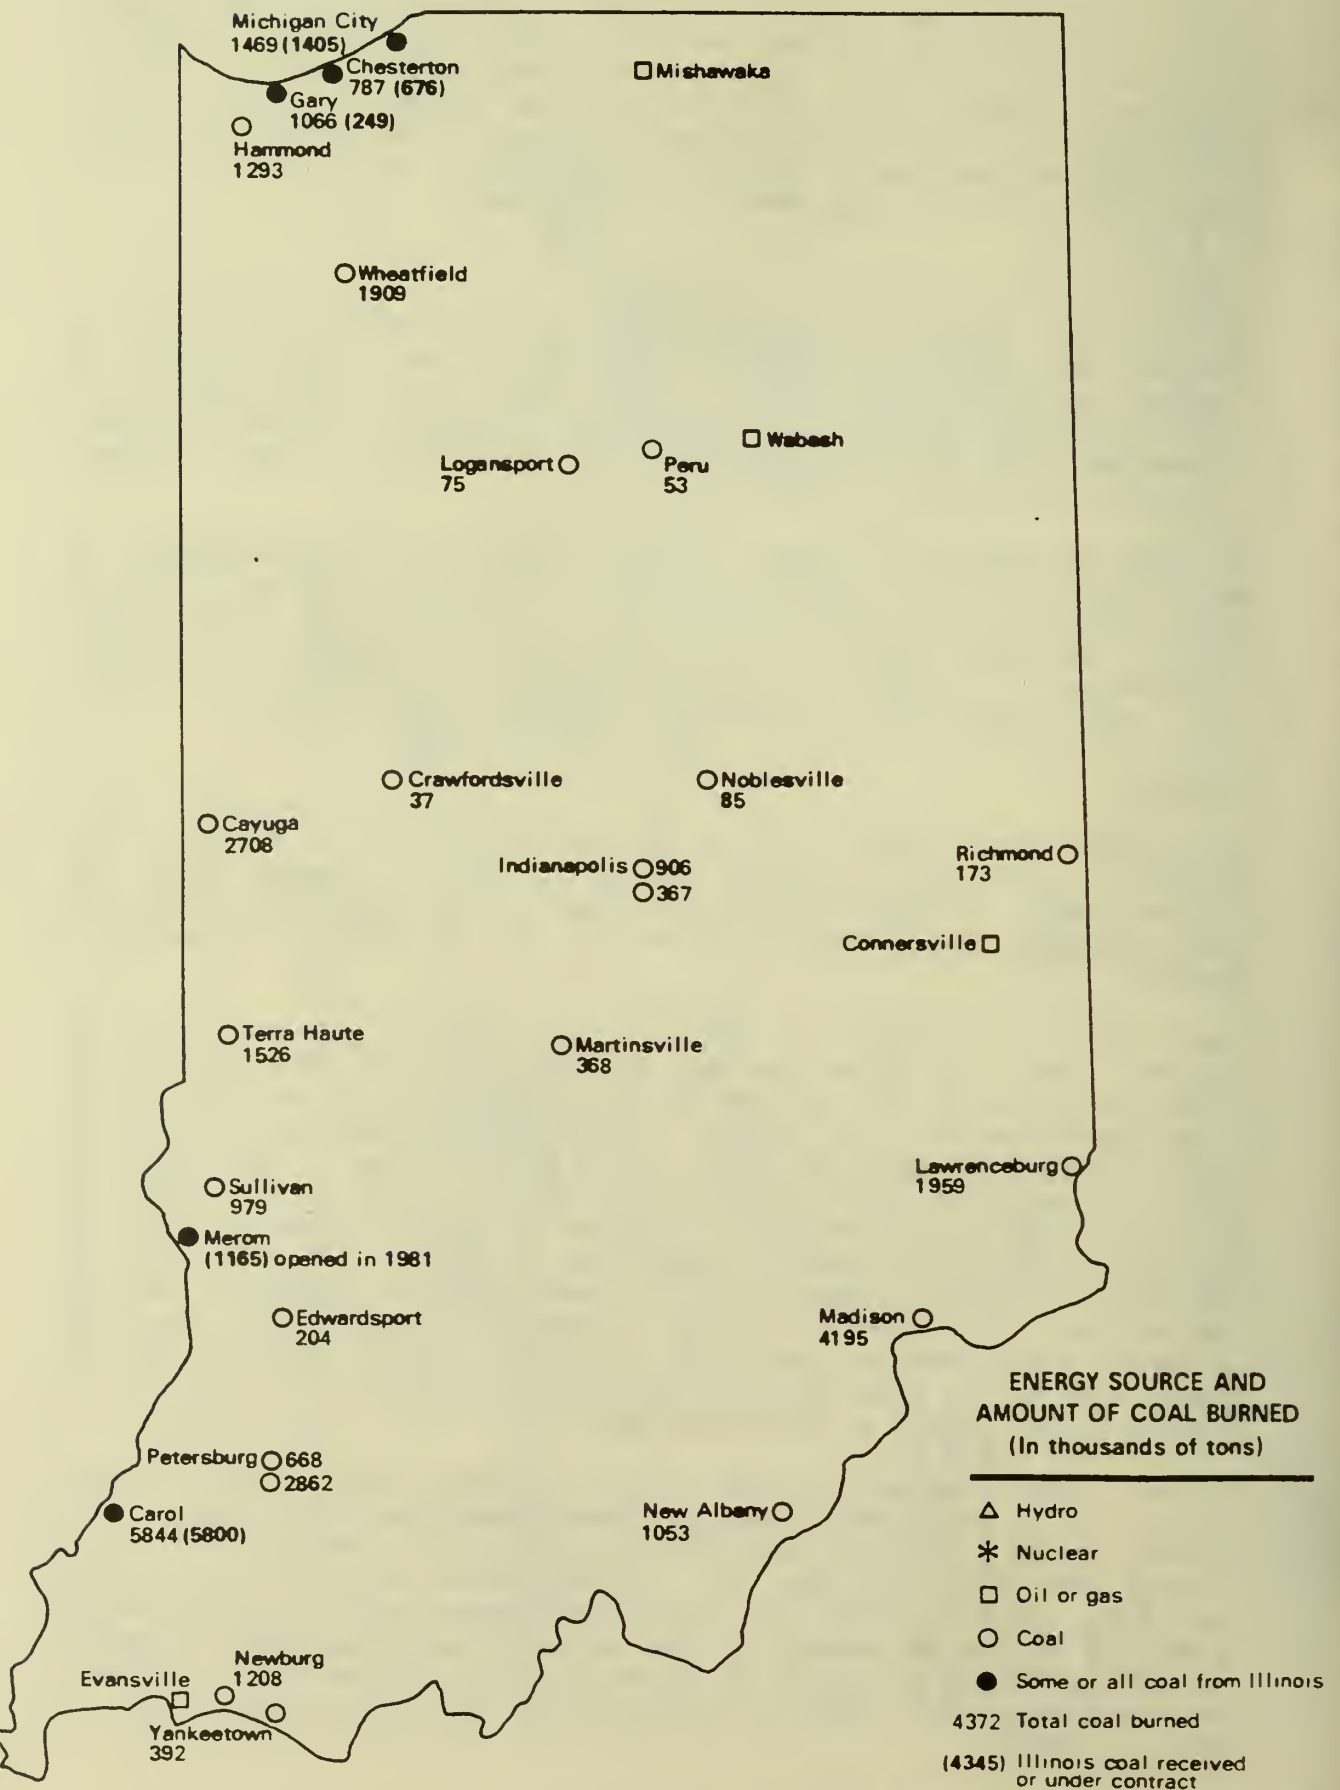 Michigan City
1469 (1405)
Chesterton
787 (676)
Gary
1066 (249)
Hammond
1293
Mishawaka
Wheatfield
1909
Logansport
75
Peru
53
Wabash
Crawfordsville
37
Noblesville
85
Cayuga
2708
Indianapolis 906
367
Richmond
173
Connersville
Terra Haute
1526
Martinsville
368
Sullivan
979
Lawrenceburg
1959
Merom
(1165) opened in 1981
Edwardsport
204
Madison
4195
Petersburg 668
2862
Carol
5844 (5800)
New Albany
1053
Newburg
1208
Evansville
Yankeetown
392
ENERGY SOURCE AND
AMOUNT OF COAL BURNED
(In thousands of tons)
Hydro
Nuclear
Oil or gas
Coal
Some or all coal from Illinois
4372 Total coal burned
(4345) Illinois coal received
or under contract